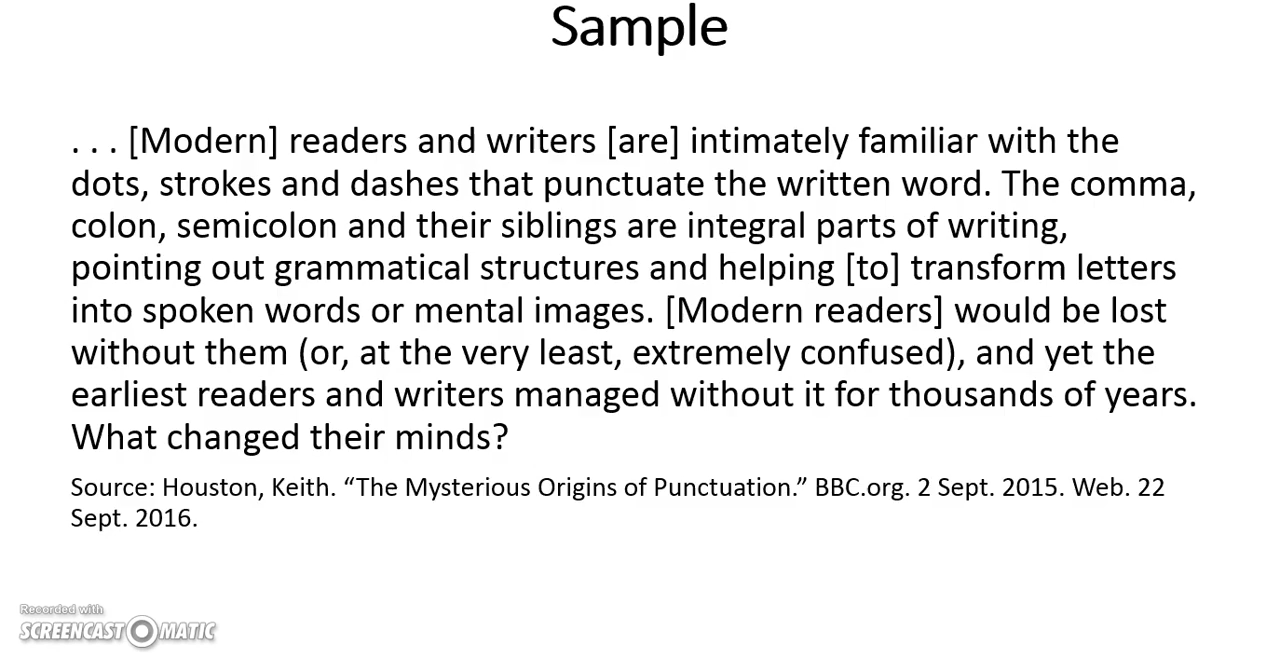 Sample
. . . [Modern] readers and writers [are] intimately familiar with the
dots, strokes and dashes that punctuate the written word. The comma,
colon, semicolon and their siblings are integral parts of writing,
pointing out grammatical structures and helping [to] transform letters
into spoken words or mental images. [Modern readers] would be lost
without them (or, at the very least, extremely confused), and yet the
earliest readers and writers managed without it for thousands of years.
What changed their minds?
Source: Houston, Keith. “The Mysterious Origins of Punctuation.” BBC.org. 2 Sept. 2015. Web. 22
Sept. 2016.
Recorded with
SCREENCAST MATIC